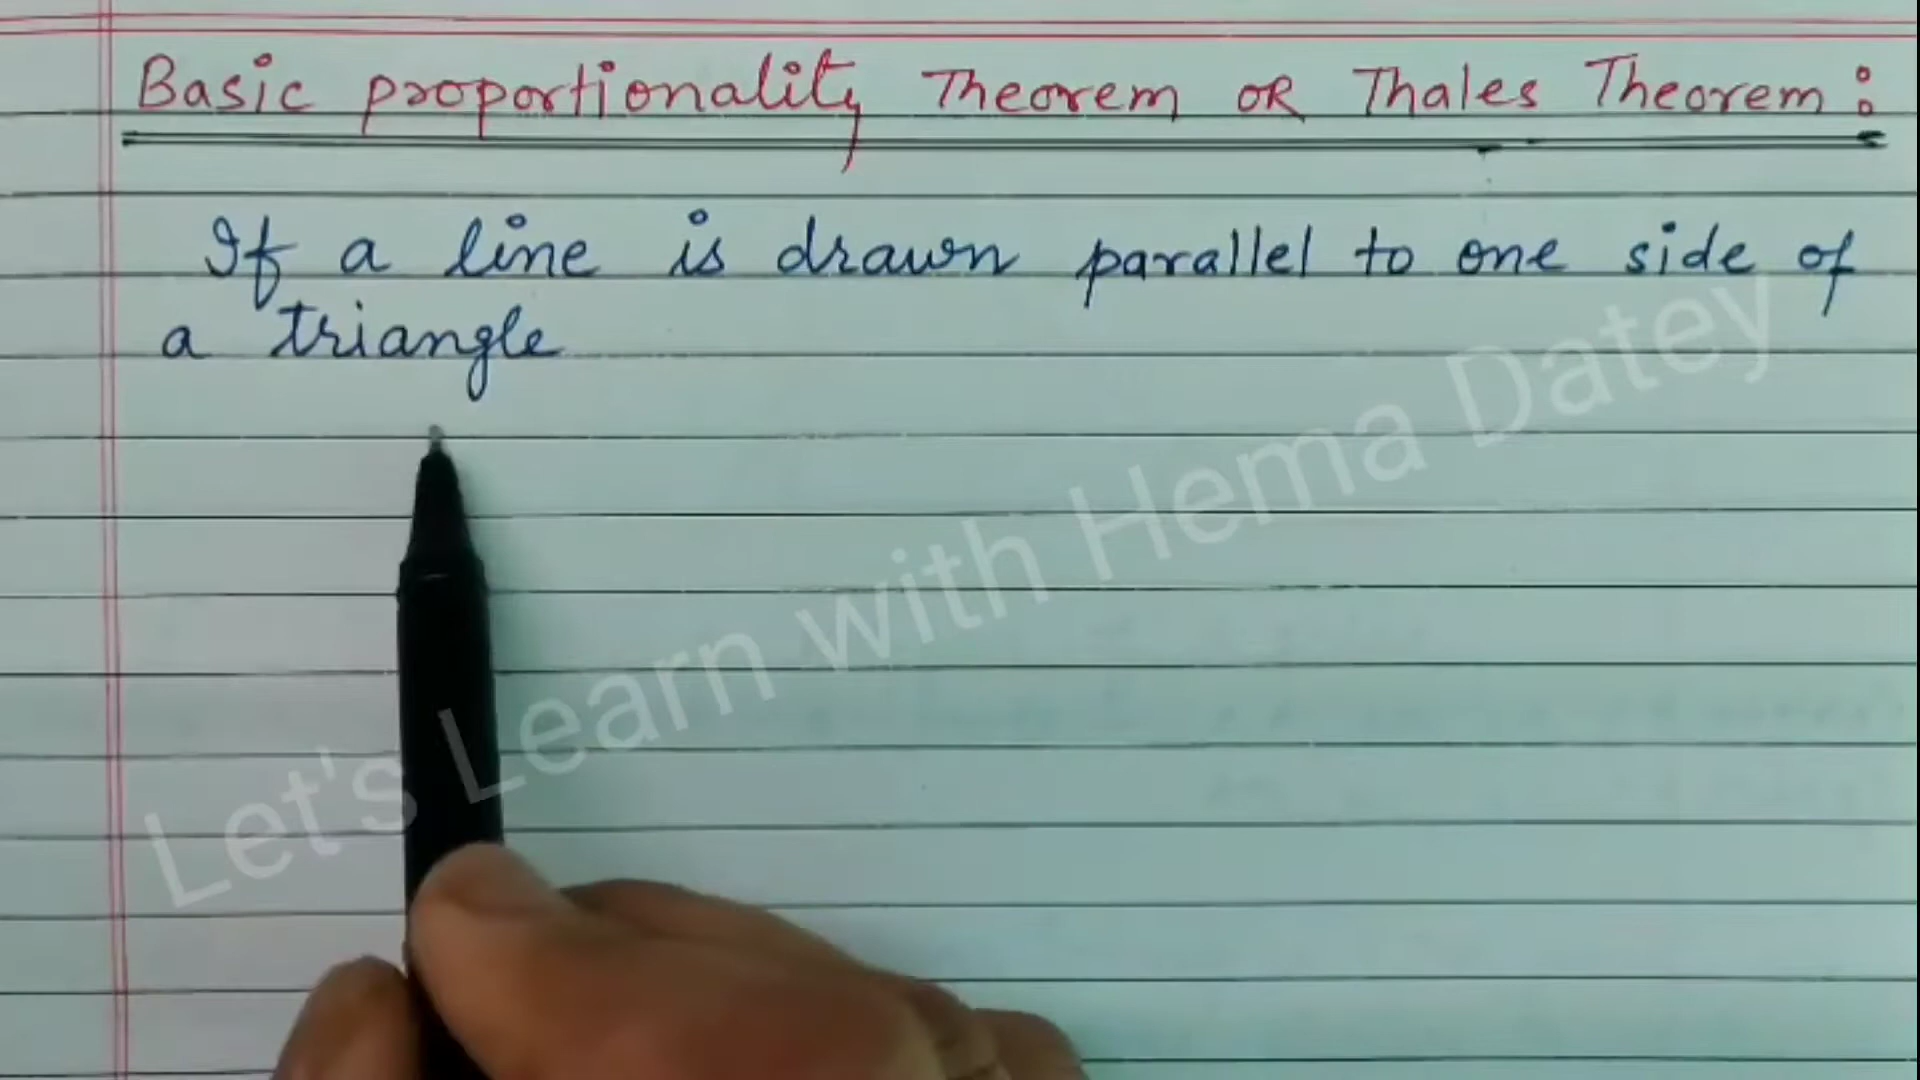 Basic proportionality Theorem OR Thales Theorem :
If a line is drawn parallel to one side of
a triangle
Let's Learn with Hema Datey